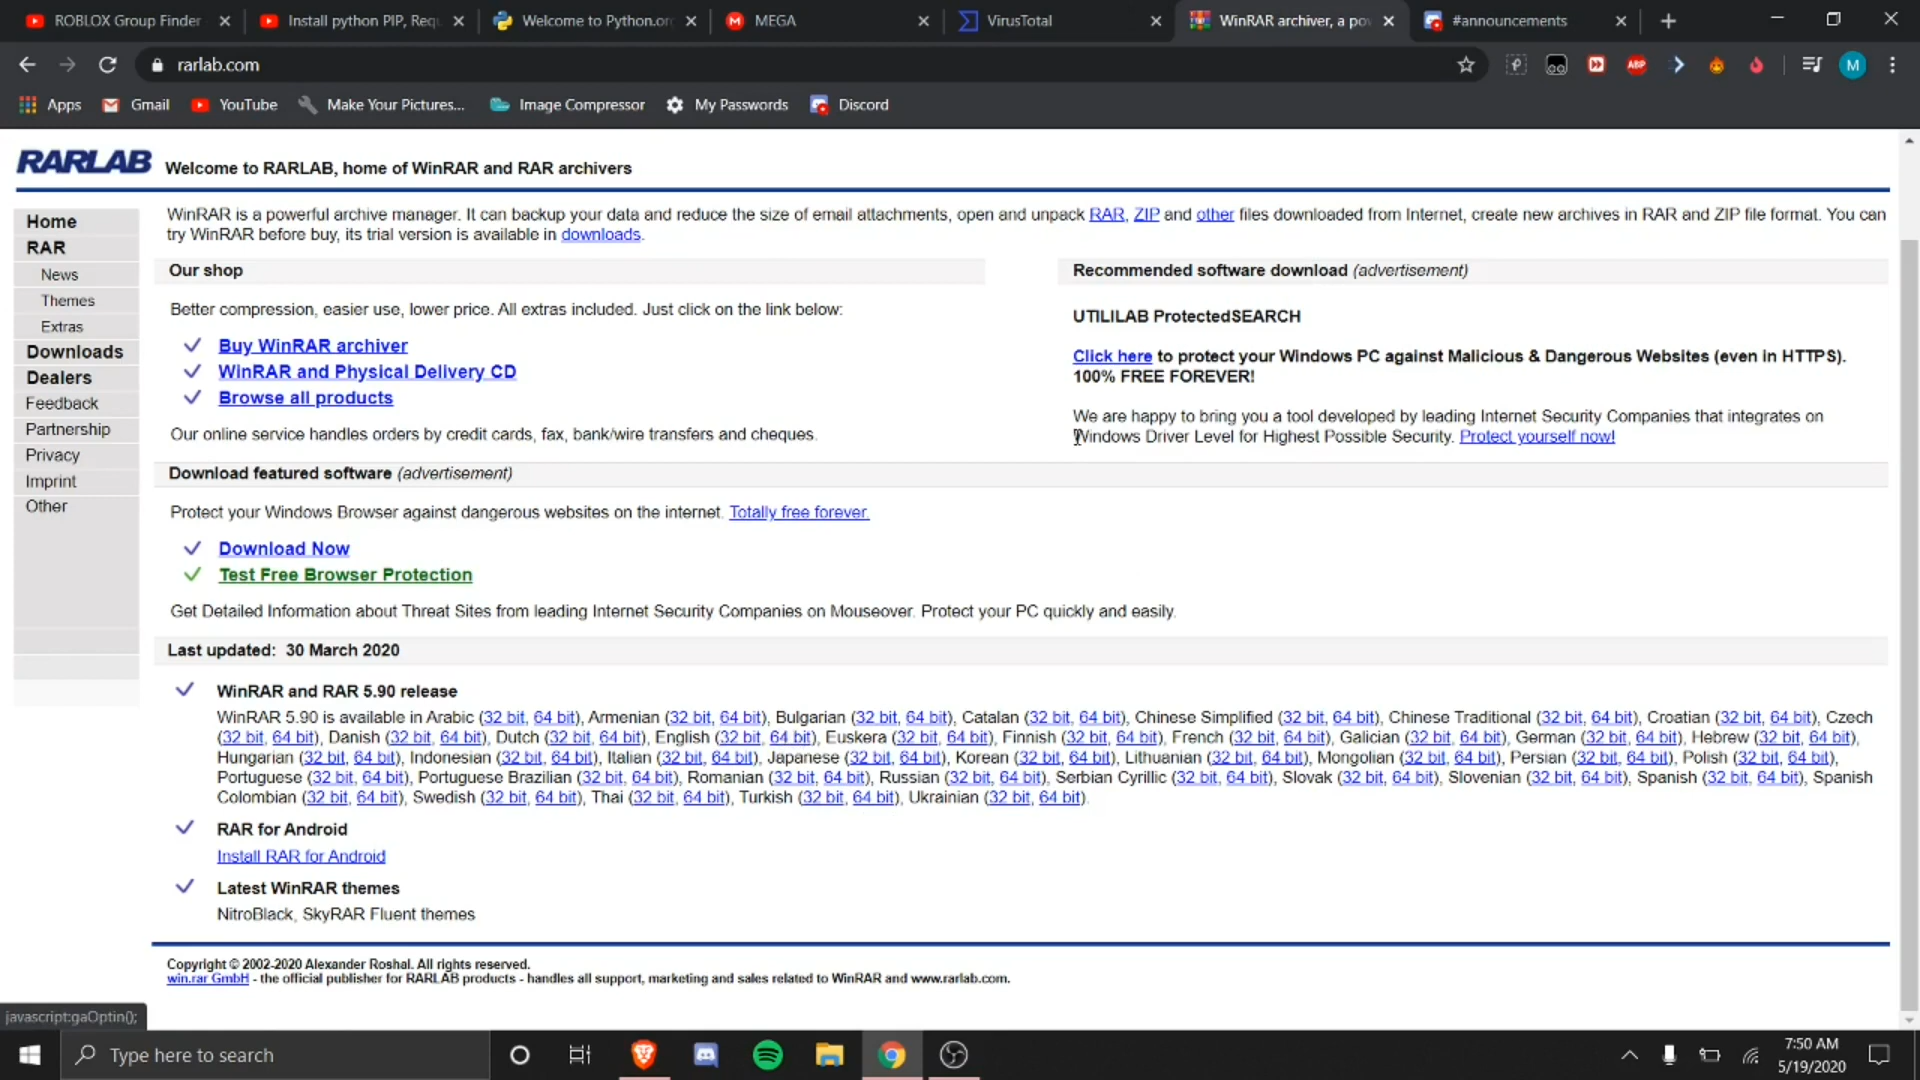 ROBLOX Group Finder
Install python PIP, Requ
Welcome to Python.or
MEGA
VirusTotal
WinRAR archiver, a pov
#announcements
rarlab.com
ABP
M
Apps
Gmail
YouTube
Make Your Pictures...
Image Compressor
My Passwords
Discord
RARLAB
Welcome to RARLAB, home of WinRAR and RAR archivers
Home
RAR
News
Themes
Extras
Downloads
Dealers
Feedback
Partnership
Privacy
Imprint
Other
WinRAR is a powerful archive manager. It can backup your data and reduce the size of email attachments, open and unpack RAR, ZIP and other files downloaded from Internet, create new archives in RAR and ZIP file format. You can
try WinRAR before buy, its trial version is available in downloads.
Our shop
Better compression, easier use, lower price. All extras included. Just click on the link below:
Buy WinRAR archiver
WinRAR and Physical Delivery CD
Browse all products
Our online service handles orders by credit cards, fax, bank/wire transfers and cheques.
Recommended software download (advertisement)
UTILILAB ProtectedSEARCH
Click here to protect your Windows PC against Malicious & Dangerous Websites (even in HTTPS).
100% FREE FOREVER!
We are happy to bring you a tool developed by leading Internet Security Companies that integrates on
Windows Driver Level for Highest Possible Security. Protect yourself now!
Download featured software (advertisement)
Protect your Windows Browser against dangerous websites on the internet. Totally free forever.
Download Now
Test Free Browser Protection
Get Detailed Information about Threat Sites from leading Internet Security Companies on Mouseover. Protect your PC quickly and easily.
Last updated: 30 March 2020
WinRAR and RAR 5.90 release
WinRAR 5.90 is available in Arabic (32 bit, 64 bit), Armenian (32 bit, 64 bit), Bulgarian (32 bit, 64 bit), Catalan (32 bit, 64 bit), Chinese Simplified (32 bit, 64 bit), Chinese Traditional (32 bit, 64 bit), Croatian (32 bit, 64 bit), Czech
(32 bit, 64 bit), Danish (32 bit, 64 bit), Dutch (32 bit, 64 bit), English (32 bit, 64 bit), Euskera (32 bit, 64 bit), Finnish (32 bit, 64 bit), French (32 bit, 64 bit), Galician (32 bit, 64 bit), German (32 bit, 64 bit), Hebrew (32 bit, 64 bit),
Hungarian (32 bit, 64 bit), Indonesian (32 bit, 64 bit), Italian (32 bit, 64 bit), Japanese (32 bit, 64 bit), Korean (32 bit, 64 bit), Lithuanian (32 bit, 64 bit), Mongolian (32 bit, 64 bit), Persian (32 bit, 64 bit), Polish (32 bit, 64 bit),
Portuguese (32 bit, 64 bit), Portuguese Brazilian (32 bit, 64 bit), Romanian (32 bit, 64 bit), Russian (32 bit, 64 bit), Serbian Cyrillic (32 bit, 64 bit), Slovak (32 bit, 64 bit), Slovenian (32 bit, 64 bit), Spanish (32 bit, 64 bit), Spanish
Colombian (32 bit, 64 bit), Swedish (32 bit, 64 bit), Thai (32 bit, 64 bit), Turkish (32 bit, 64 bit), Ukrainian (32 bit, 64 bit).
RAR for Android
Install RAR for Android
Latest WinRAR themes
NitroBlack, SkyRAR Fluent themes
Copyright © 2002-2020 Alexander Roshal. All rights reserved.
win.rar GmbH - the official publisher for RARLAB products - handles all support, marketing and sales related to WinRAR and www.rarlab.com.
javascript:gaOptin();
Type here to search
7:50 AM
5/19/2020